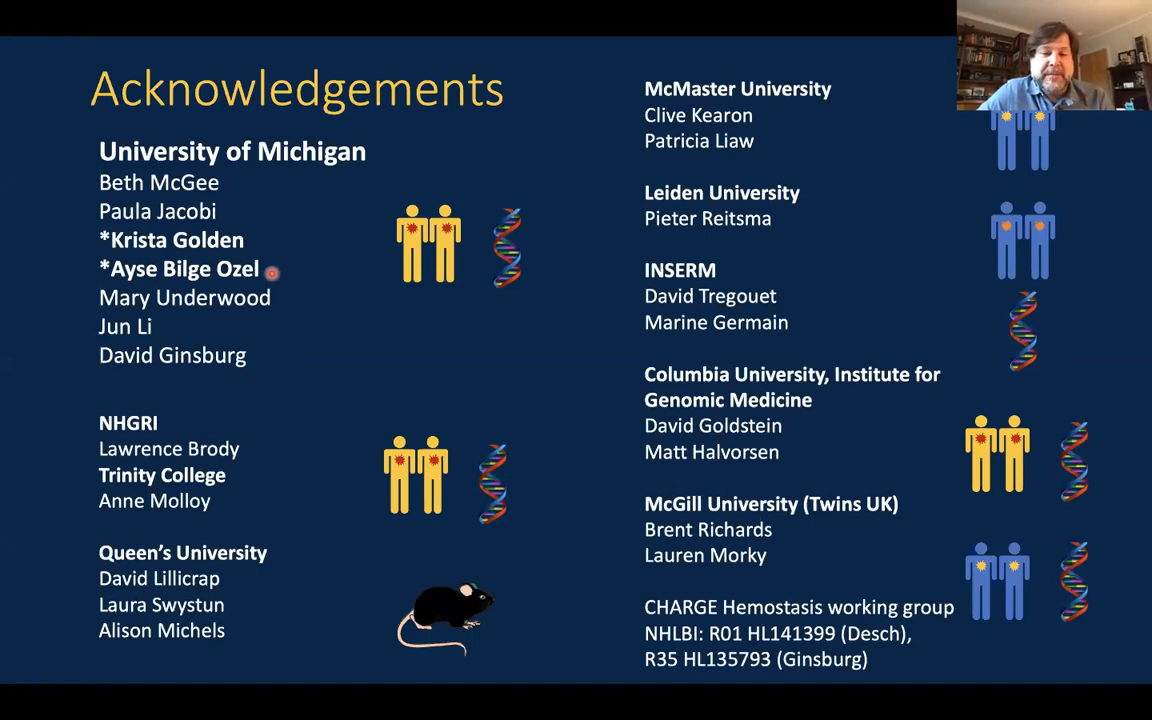 Acknowledgements
University of Michigan
Beth McGee
Paula Jacobi
*Krista Golden
*Ayse Bilge Ozel
Mary Underwood
Jun Li
David Ginsburg
NHGRI
Lawrence Brody
Trinity College
Anne Molloy
Queen’s University
David Lillicrap
Laura Swystun
Alison Michels
McMaster University
Clive Kearon
Patricia Liaw
Leiden University
Pieter Reitsma
INSERM
David Tregouet
Marine Germain
Columbia University, Institute for
Genomic Medicine
David Goldstein
Matt Halvorsen
McGill University (Twins UK)
Brent Richards
Lauren Morky
CHARGE Hemostasis working group
NHLBI: R01 HL141399 (Desch),
R35 HL135793 (Ginsburg)